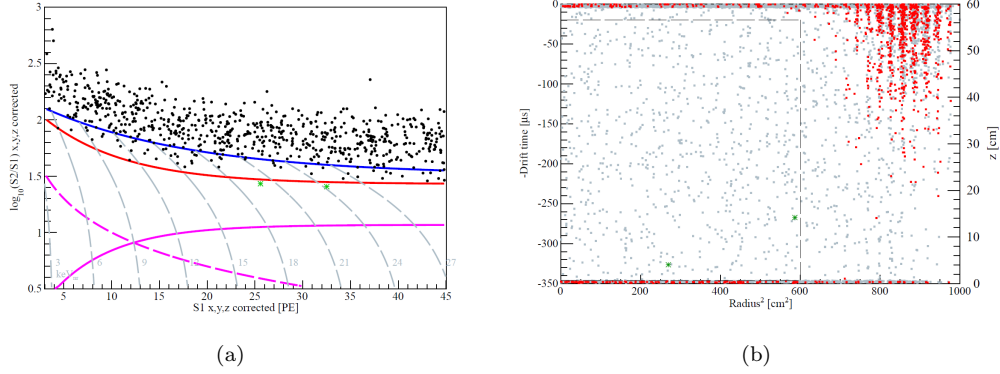 3
2.5
2
1.5
1
0.5
log10(S2/S1) x,y,z corrected
3 6 9 12 15 18 21 24 27
keVnr
5 10 15 20 25 30 35 40 45
S1 x,y,z corrected [PE]
(a)
0
-50
-100
-150
-200
-250
-300
-350
-Drift time [µs]
0 200 400 600 800 1000
Radius² [cm²]
60
50
40
30
20
10
0
z [cm]
(b)